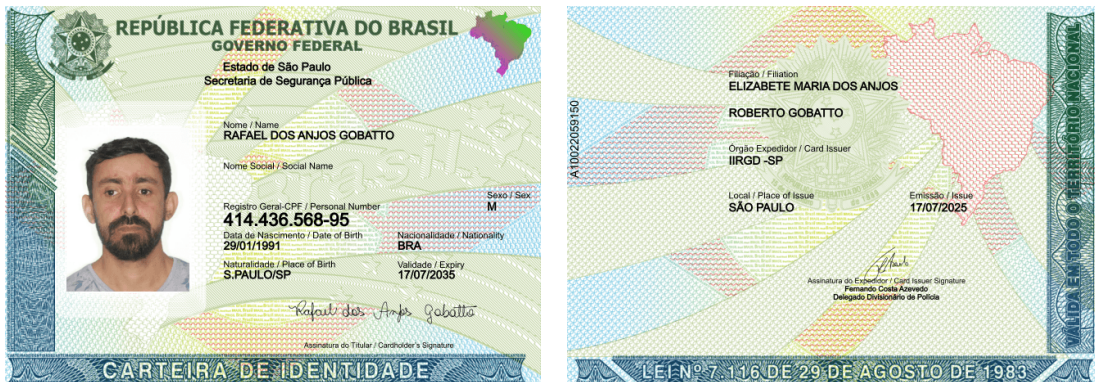 REPÚBLICA FEDERATIVA DO BRASIL
GOVERNO FEDERAL
Estado de São Paulo
Secretaria de Segurança Pública
Nome / Name
RAFAEL DOS ANJOS GOBATTO
Nome Social / Social Name
Registro Geral-CPF / Personal Number
Sexo / Sex
414.436.568-95
M
Data de Nascimento / Date of Birth
Nacionalidade / Nationality
29/01/1991
BRA
Naturalidade / Place of Birth
Validade / Expiry
S.PAULO/SP
17/07/2035
Rafael dos Anjos Gobatto
Assinatura do Titular / Cardholder's Signature
CARTEIRA DE IDENTIDADE
Brasil
A10022059150
Filiação / Filiation
ELIZABETE MARIA DOS ANJOS
ROBERTO GOBATTO
Órgão Expedidor / Card Issuer
IIRGD -SP
Local / Place of Issue
Emissão / Issue
SÃO PAULO
17/07/2025
Assinatura do Expedidor / Card Issuer Signature
Fernando Costa Azevedo
Delegado Divisionário de Polícia
VÁLIDA EM TODO O TERRITÓRIO NACIONAL
LEI Nº 7.116 DE 29 DE AGOSTO DE 1983